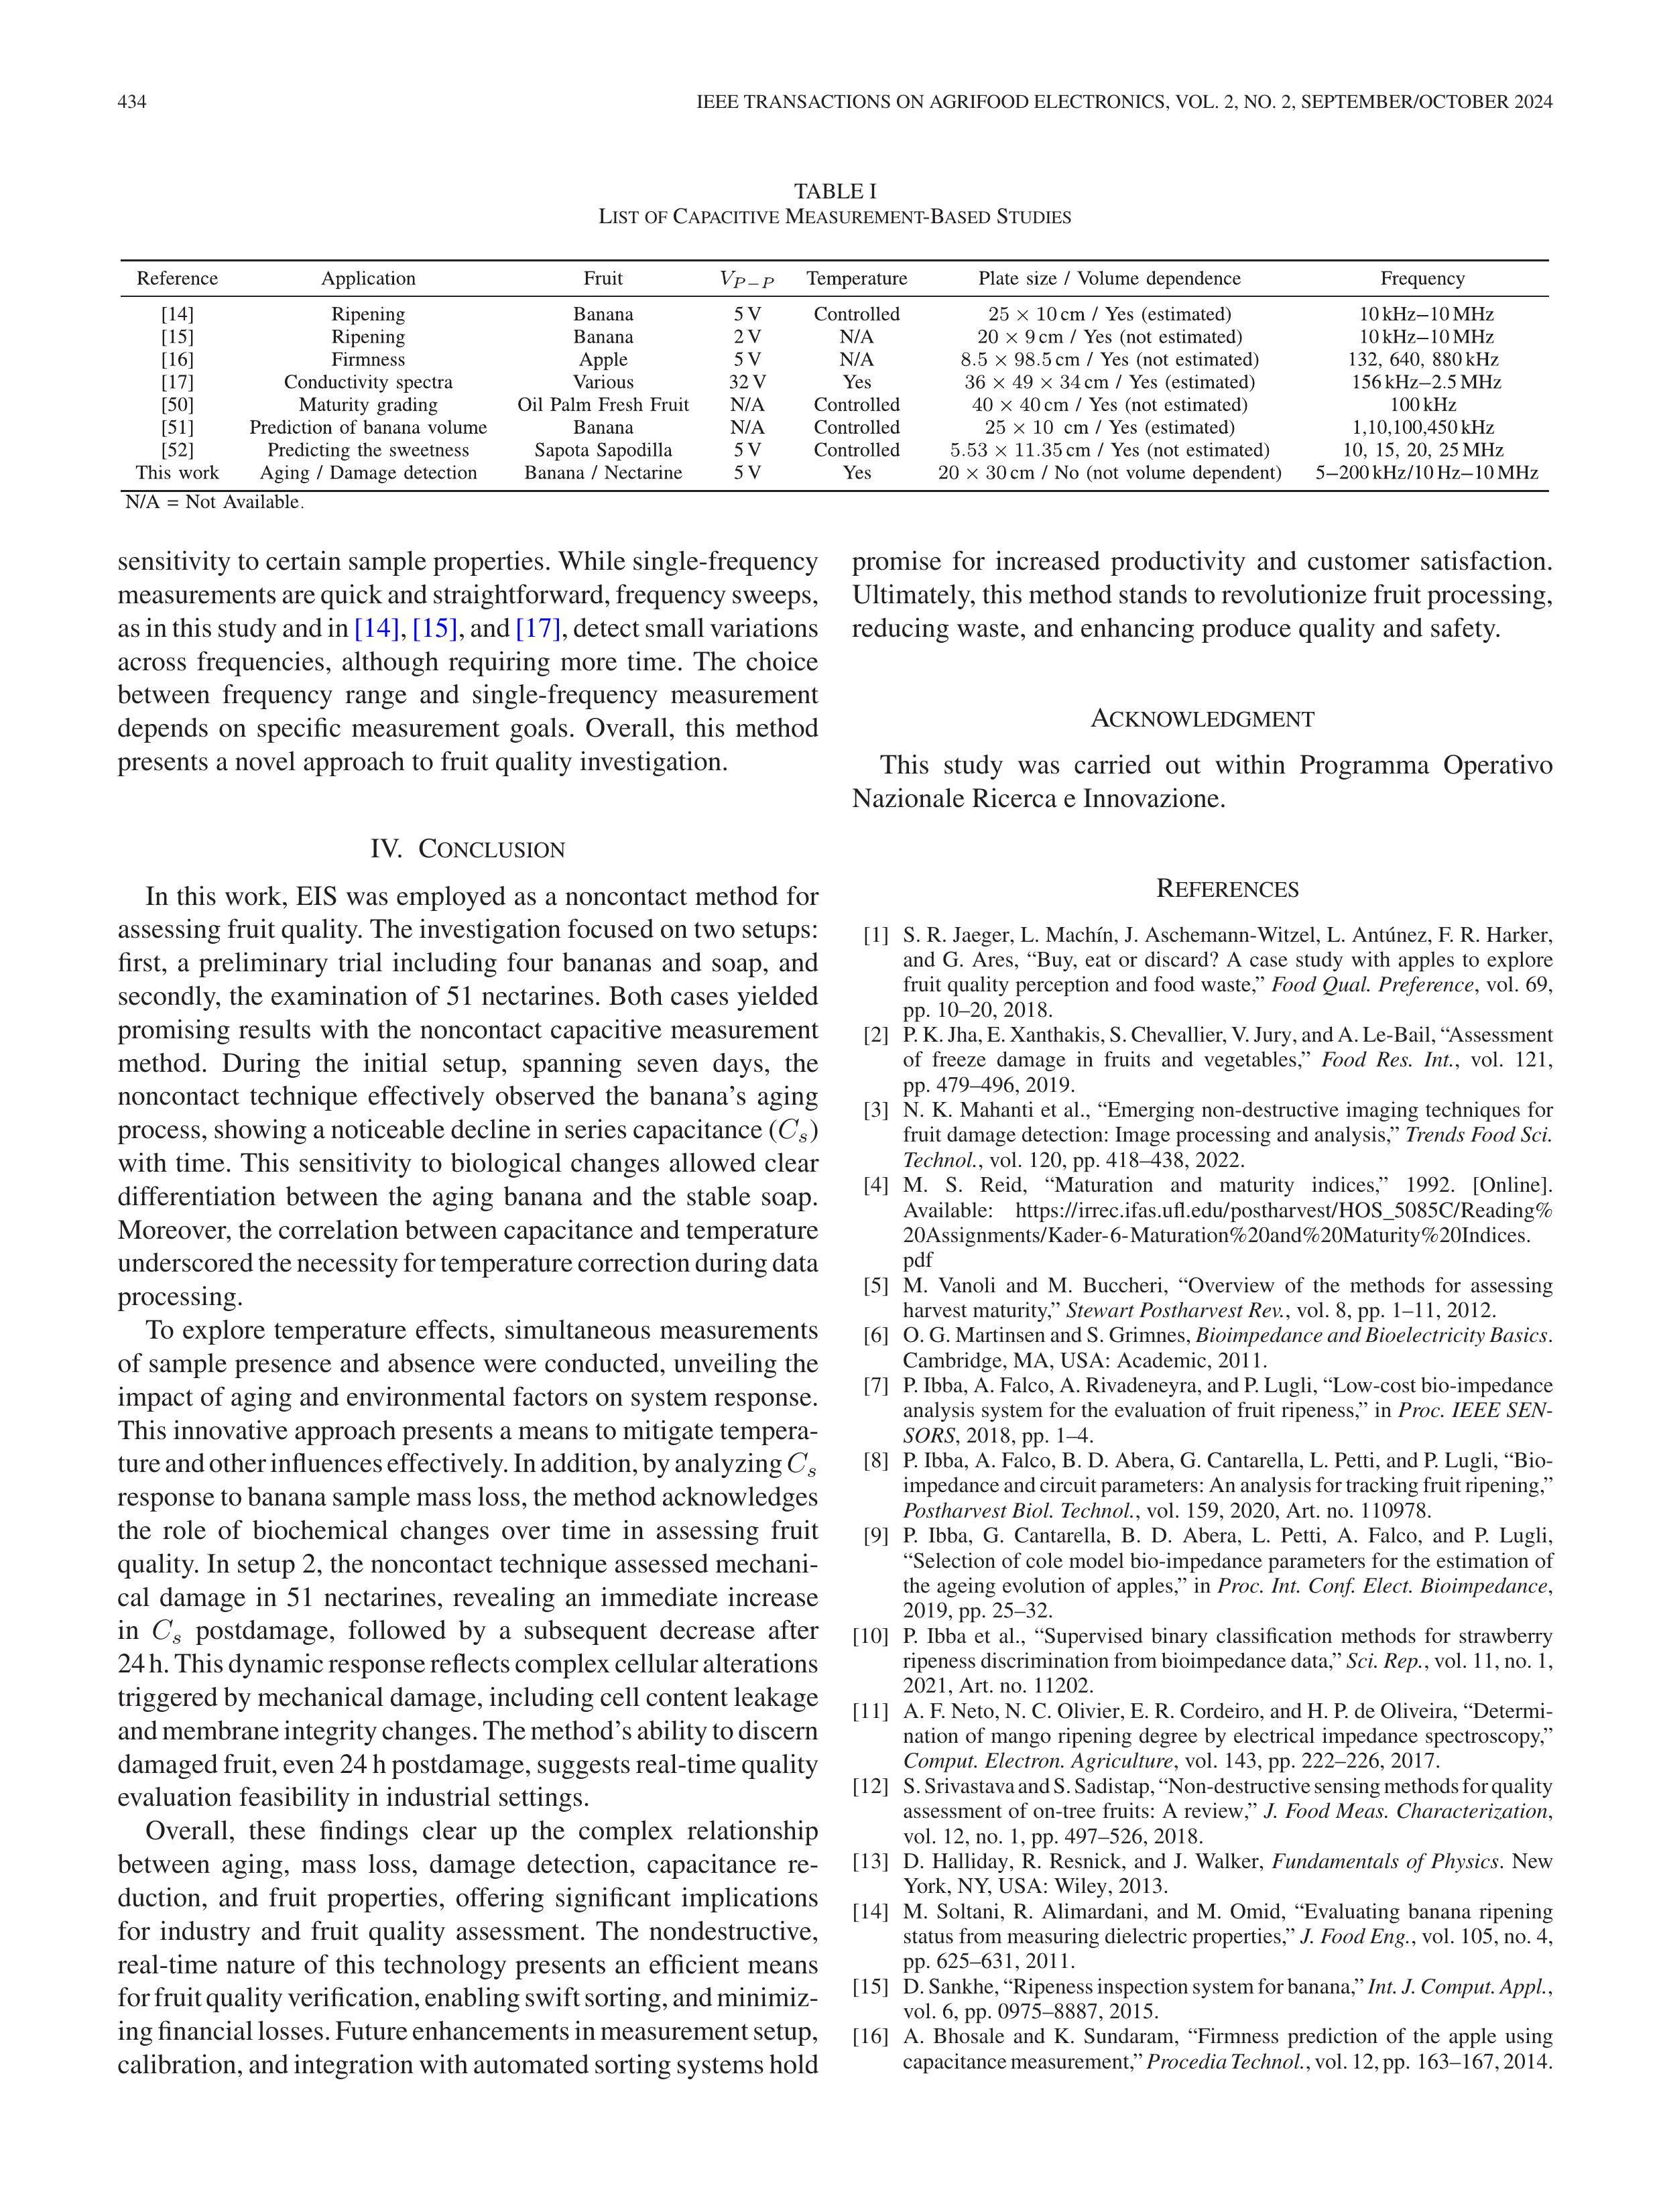 434
IEEE TRANSACTIONS ON AGRIFOOD ELECTRONICS, VOL. 2, NO. 2, SEPTEMBER/OCTOBER 2024
TABLE I
LIST OF CAPACITIVE MEASUREMENT-BASED STUDIES
Reference Application Fruit V_{P−P} Temperature Plate size / Volume dependence Frequency
[14] Ripening Banana 5 V Controlled 25 × 10 cm / Yes (estimated) 10 kHz–10 MHz
[15] Ripening Banana 2 V N/A 20 × 9 cm / Yes (not estimated) 10 kHz–10 MHz
[16] Firmness Apple 5 V N/A 8.5 × 98.5 cm / Yes (not estimated) 132, 640, 880 kHz
[17] Conductivity spectra Various 32 V Yes 36 × 49 × 34 cm / Yes (estimated) 156 kHz–2.5 MHz
[50] Maturity grading Oil Palm Fresh Fruit N/A Controlled 40 × 40 cm / Yes (not estimated) 100 kHz
[51] Prediction of banana volume Banana N/A Controlled 25 × 10 cm / Yes (estimated) 1,10,100,450 kHz
[52] Predicting the sweetness Sapota Sapodilla 5 V Controlled 5.53 × 11.35 cm / Yes (not estimated) 10, 15, 20, 25 MHz
This work Aging / Damage detection Banana / Nectarine 5 V Yes 20 × 30 cm / No (not volume dependent) 5–200 kHz/10 Hz–10 MHz
N/A = Not Available.
sensitivity to certain sample properties. While single-frequency
measurements are quick and straightforward, frequency sweeps,
as in this study and in [14], [15], and [17], detect small variations
across frequencies, although requiring more time. The choice
between frequency range and single-frequency measurement
depends on specific measurement goals. Overall, this method
presents a novel approach to fruit quality investigation.
IV. CONCLUSION
In this work, EIS was employed as a noncontact method for
assessing fruit quality. The investigation focused on two setups:
first, a preliminary trial including four bananas and soap, and
secondly, the examination of 51 nectarines. Both cases yielded
promising results with the noncontact capacitive measurement
method. During the initial setup, spanning seven days, the
noncontact technique effectively observed the banana's aging
process, showing a noticeable decline in series capacitance (C_s)
with time. This sensitivity to biological changes allowed clear
differentiation between the aging banana and the stable soap.
Moreover, the correlation between capacitance and temperature
underscored the necessity for temperature correction during data
processing.
To explore temperature effects, simultaneous measurements
of sample presence and absence were conducted, unveiling the
impact of aging and environmental factors on system response.
This innovative approach presents a means to mitigate tempera-
ture and other influences effectively. In addition, by analyzing C_s
response to banana sample mass loss, the method acknowledges
the role of biochemical changes over time in assessing fruit
quality. In setup 2, the noncontact technique assessed mechani-
cal damage in 51 nectarines, revealing an immediate increase
in C_s postdamage, followed by a subsequent decrease after
24 h. This dynamic response reflects complex cellular alterations
triggered by mechanical damage, including cell content leakage
and membrane integrity changes. The method's ability to discern
damaged fruit, even 24 h postdamage, suggests real-time quality
evaluation feasibility in industrial settings.
Overall, these findings clear up the complex relationship
between aging, mass loss, damage detection, capacitance re-
duction, and fruit properties, offering significant implications
for industry and fruit quality assessment. The nondestructive,
real-time nature of this technology presents an efficient means
for fruit quality verification, enabling swift sorting, and minimiz-
ing financial losses. Future enhancements in measurement setup,
calibration, and integration with automated sorting systems hold
promise for increased productivity and customer satisfaction.
Ultimately, this method stands to revolutionize fruit processing,
reducing waste, and enhancing produce quality and safety.
ACKNOWLEDGMENT
This study was carried out within Programma Operativo
Nazionale Ricerca e Innovazione.
REFERENCES
[1] S. R. Jaeger, L. Machín, J. Aschemann-Witzel, L. Antúnez, F. R. Harker,
and G. Ares, “Buy, eat or discard? A case study with apples to explore
fruit quality perception and food waste,” Food Qual. Preference, vol. 69,
pp. 10–20, 2018.
[2] P. K. Jha, E. Xanthakis, S. Chevallier, V. Jury, and A. Le-Bail, “Assessment
of freeze damage in fruits and vegetables,” Food Res. Int., vol. 121,
pp. 479–496, 2019.
[3] N. K. Mahanti et al., “Emerging non-destructive imaging techniques for
fruit damage detection: Image processing and analysis,” Trends Food Sci.
Technol., vol. 120, pp. 418–438, 2022.
[4] M. S. Reid, “Maturation and maturity indices,” 1992. [Online].
Available: https://irrec.ifas.ufl.edu/postharvest/HOS_5085C/Reading%
20Assignments/Kader-6-Maturation%20and%20Maturity%20Indices.
pdf
[5] M. Vanoli and M. Buccheri, “Overview of the methods for assessing
harvest maturity,” Stewart Postharvest Rev., vol. 8, pp. 1–11, 2012.
[6] O. G. Martinsen and S. Grimnes, Bioimpedance and Bioelectricity Basics.
Cambridge, MA, USA: Academic, 2011.
[7] P. Ibba, A. Falco, A. Rivadeneyra, and P. Lugli, “Low-cost bio-impedance
analysis system for the evaluation of fruit ripeness,” in Proc. IEEE SEN-
SORS, 2018, pp. 1–4.
[8] P. Ibba, A. Falco, B. D. Abera, G. Cantarella, L. Petti, and P. Lugli, “Bio-
impedance and circuit parameters: An analysis for tracking fruit ripening,”
Postharvest Biol. Technol., vol. 159, 2020, Art. no. 110978.
[9] P. Ibba, G. Cantarella, B. D. Abera, L. Petti, A. Falco, and P. Lugli,
“Selection of cole model bio-impedance parameters for the estimation of
the ageing evolution of apples,” in Proc. Int. Conf. Elect. Bioimpedance,
2019, pp. 25–32.
[10] P. Ibba et al., “Supervised binary classification methods for strawberry
ripeness discrimination from bioimpedance data,” Sci. Rep., vol. 11, no. 1,
2021, Art. no. 11202.
[11] A. F. Neto, N. C. Olivier, E. R. Cordeiro, and H. P. de Oliveira, “Determi-
nation of mango ripening degree by electrical impedance spectroscopy,”
Comput. Electron. Agriculture, vol. 143, pp. 222–226, 2017.
[12] S. Srivastava and S. Sadistap, “Non-destructive sensing methods for quality
assessment of on-tree fruits: A review,” J. Food Meas. Characterization,
vol. 12, no. 1, pp. 497–526, 2018.
[13] D. Halliday, R. Resnick, and J. Walker, Fundamentals of Physics. New
York, NY, USA: Wiley, 2013.
[14] M. Soltani, R. Alimardani, and M. Omid, “Evaluating banana ripening
status from measuring dielectric properties,” J. Food Eng., vol. 105, no. 4,
pp. 625–631, 2011.
[15] D. Sankhe, “Ripeness inspection system for banana,” Int. J. Comput. Appl.,
vol. 6, pp. 0975–8887, 2015.
[16] A. Bhosale and K. Sundaram, “Firmness prediction of the apple using
capacitance measurement,” Procedia Technol., vol. 12, pp. 163–167, 2014.